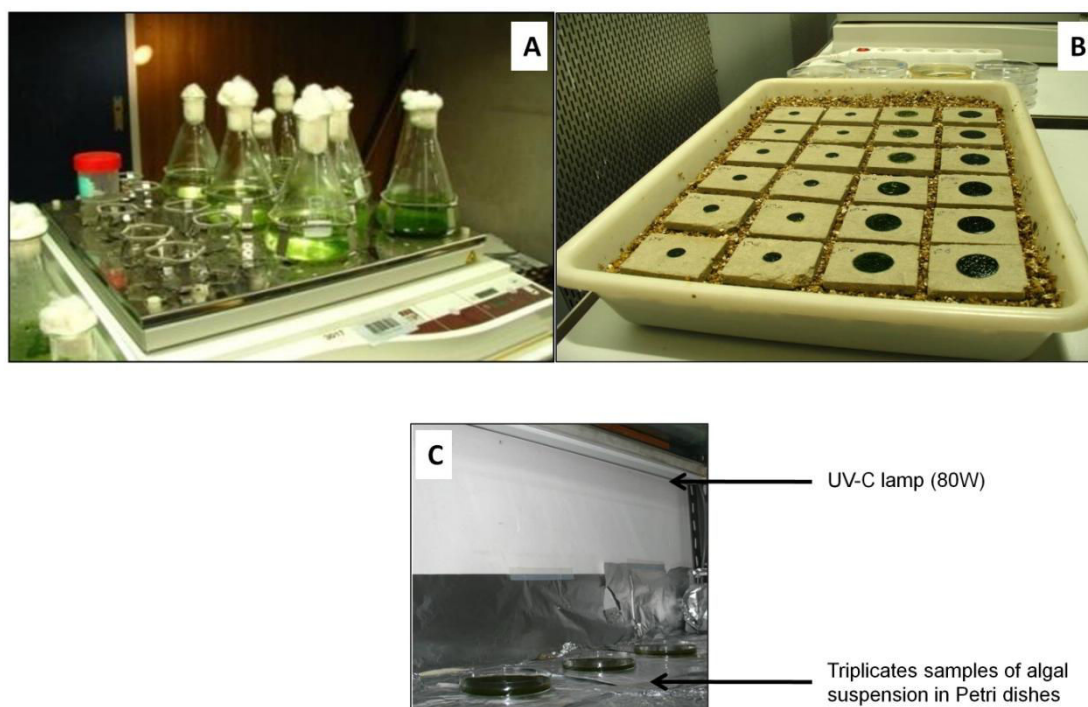 A
B
C
UV-C lamp (80W)
Triplicates samples of algal
suspension in Petri dishes